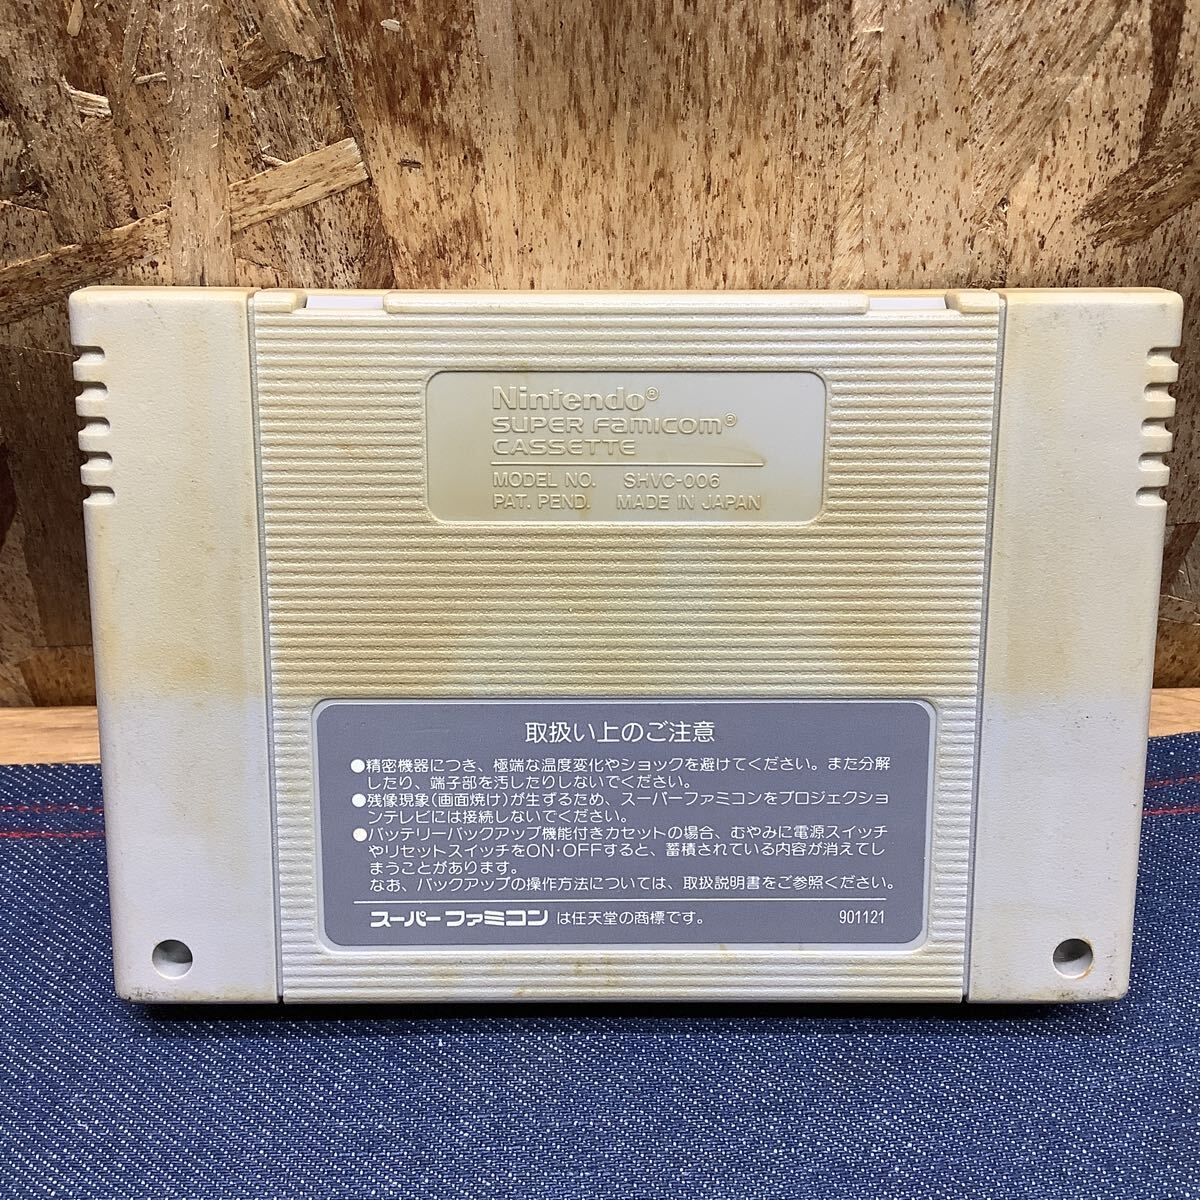 Nintendo®
SUPER FAMICOM®
CASSETTE
MODEL NO. SHVC-006
PAT. PEND. MADE IN JAPAN
取扱い上のご注意
●精密機器につき、極端な温度変化やショックを避けてください。また分解
したり、端子部を汚したりしないでください。
●残像現象(画面焼け)が生ずるため、スーパーファミコンをプロジェクショ
ンテレビには接続しないでください。
●バッテリーバックアップ機能付きカセットの場合、むやみに電源スイッチ
やリセットスイッチをON・OFFすると、蓄積されている内容が消えてし
まうことがあります。
なお、バックアップの操作方法については、取扱説明書をご参照ください。
スーパーファミコン は任天堂の商標です。 901121